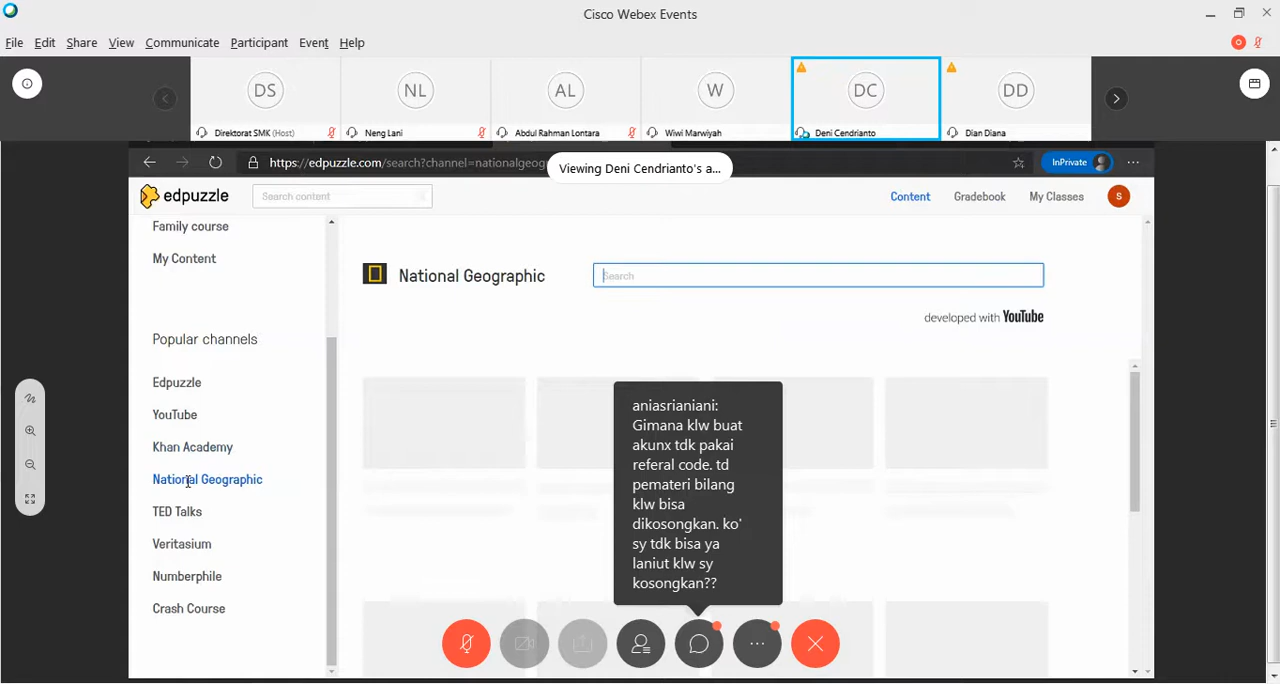 Cisco Webex Events
File Edit Share View Communicate Participant Event Help
DS NL AL W DC DD
Direktorat SMK (Host) Neng Lani Abdul Rahman Lontara Wiwi Marwiyah Deni Cendrianto Dian Diana
https://edpuzzle.com/search?channel=nationalgeog
Viewing Deni Cendrianto's a...
InPrivate
edpuzzle
Search content
Content Gradebook My Classes S
Family course
My Content
National Geographic
Search
developed with YouTube
Popular channels
Edpuzzle
YouTube
Khan Academy
National Geographic
TED Talks
Veritasium
Numberphile
Crash Course
aniasrianiani:
Gimana klw buat
akunx tdk pakai
referal code. td
pemateri bilang
klw bisa
dikosongkan. ko'
sy tdk bisa ya
laniut klw sy
kosongkan??